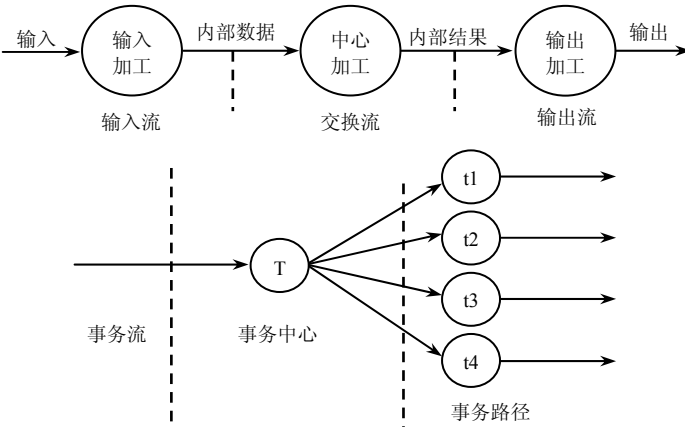 输入
输入
加工
内部数据
中心
加工
内部结果
输出
加工
输出
输入流
交换流
输出流
t1
t2
T
t3
事务流
事务中心
t4
事务路径